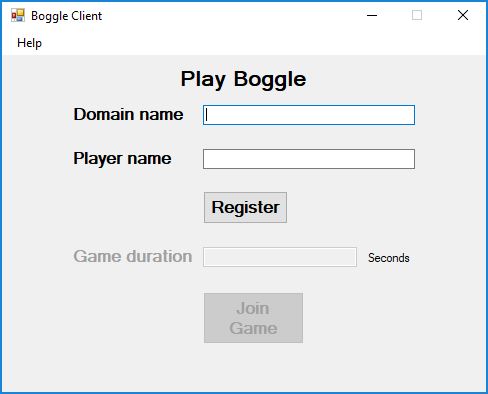 Boggle Client
Help
Play Boggle
Domain name
Player name
Register
Game duration
Seconds
Join
Game